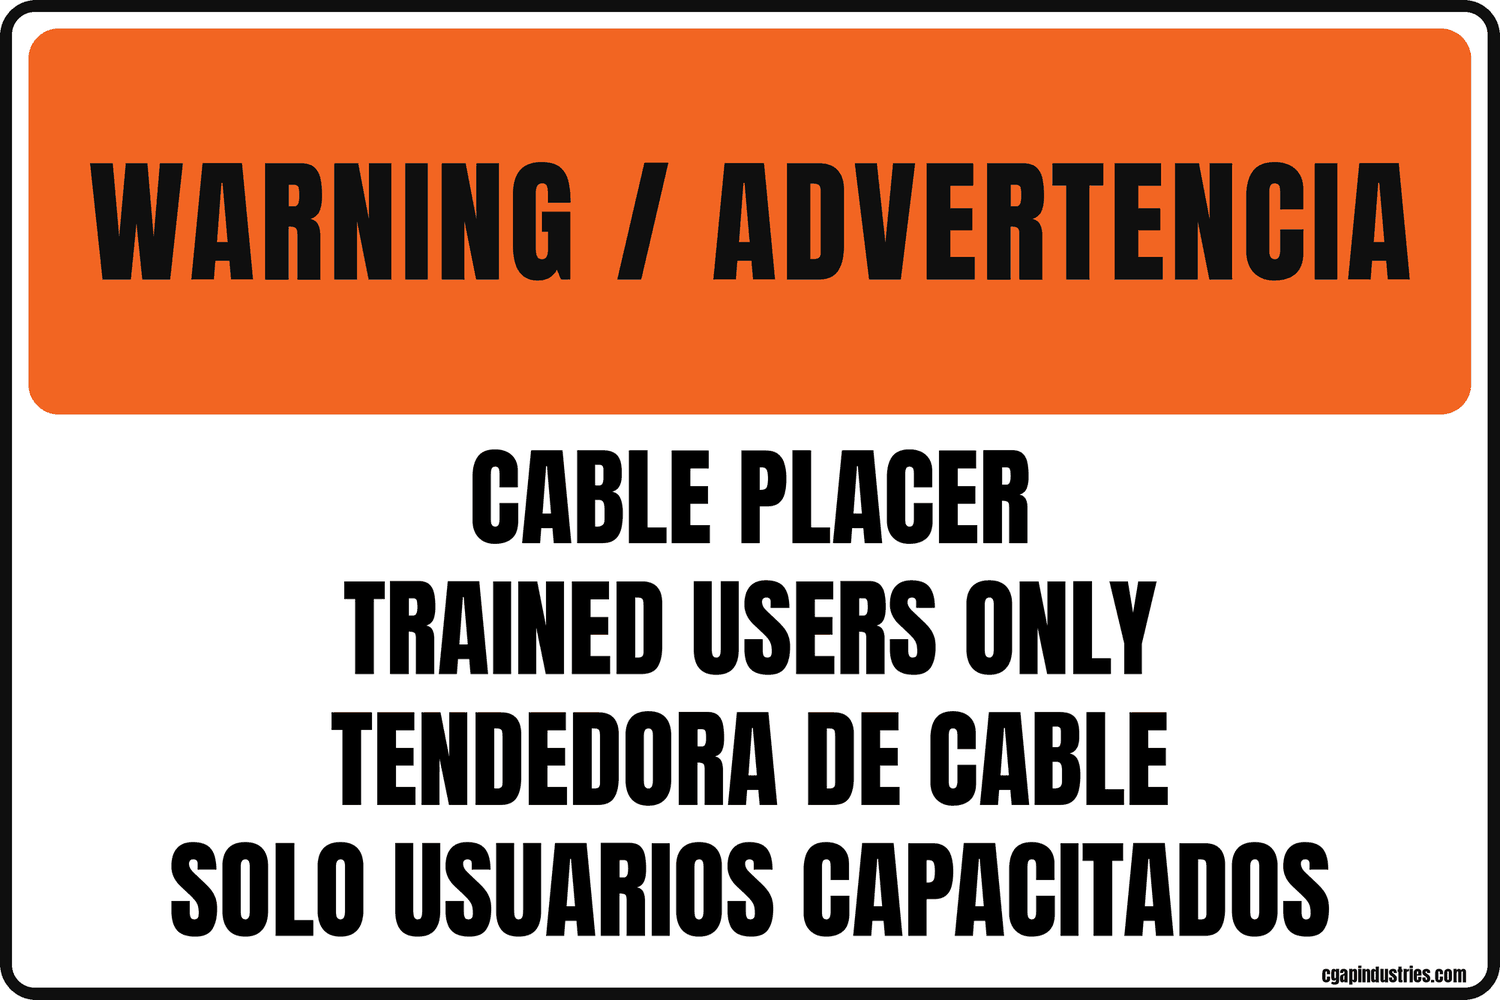 WARNING / ADVERTENCIA
CABLE PLACER
TRAINED USERS ONLY
TENDEDORA DE CABLE
SOLO USUARIOS CAPACITADOS
cgapindustries.com